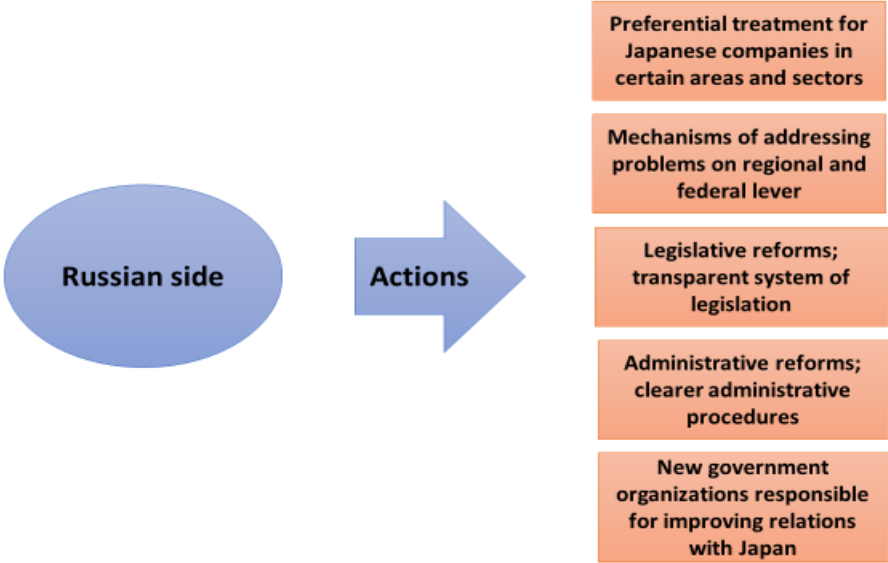 Russian side
Actions
Preferential treatment for
Japanese companies in
certain areas and sectors
Mechanisms of addressing
problems on regional and
federal lever
Legislative reforms;
transparent system of
legislation
Administrative reforms;
clearer administrative
procedures
New government
organizations responsible
for improving relations
with Japan